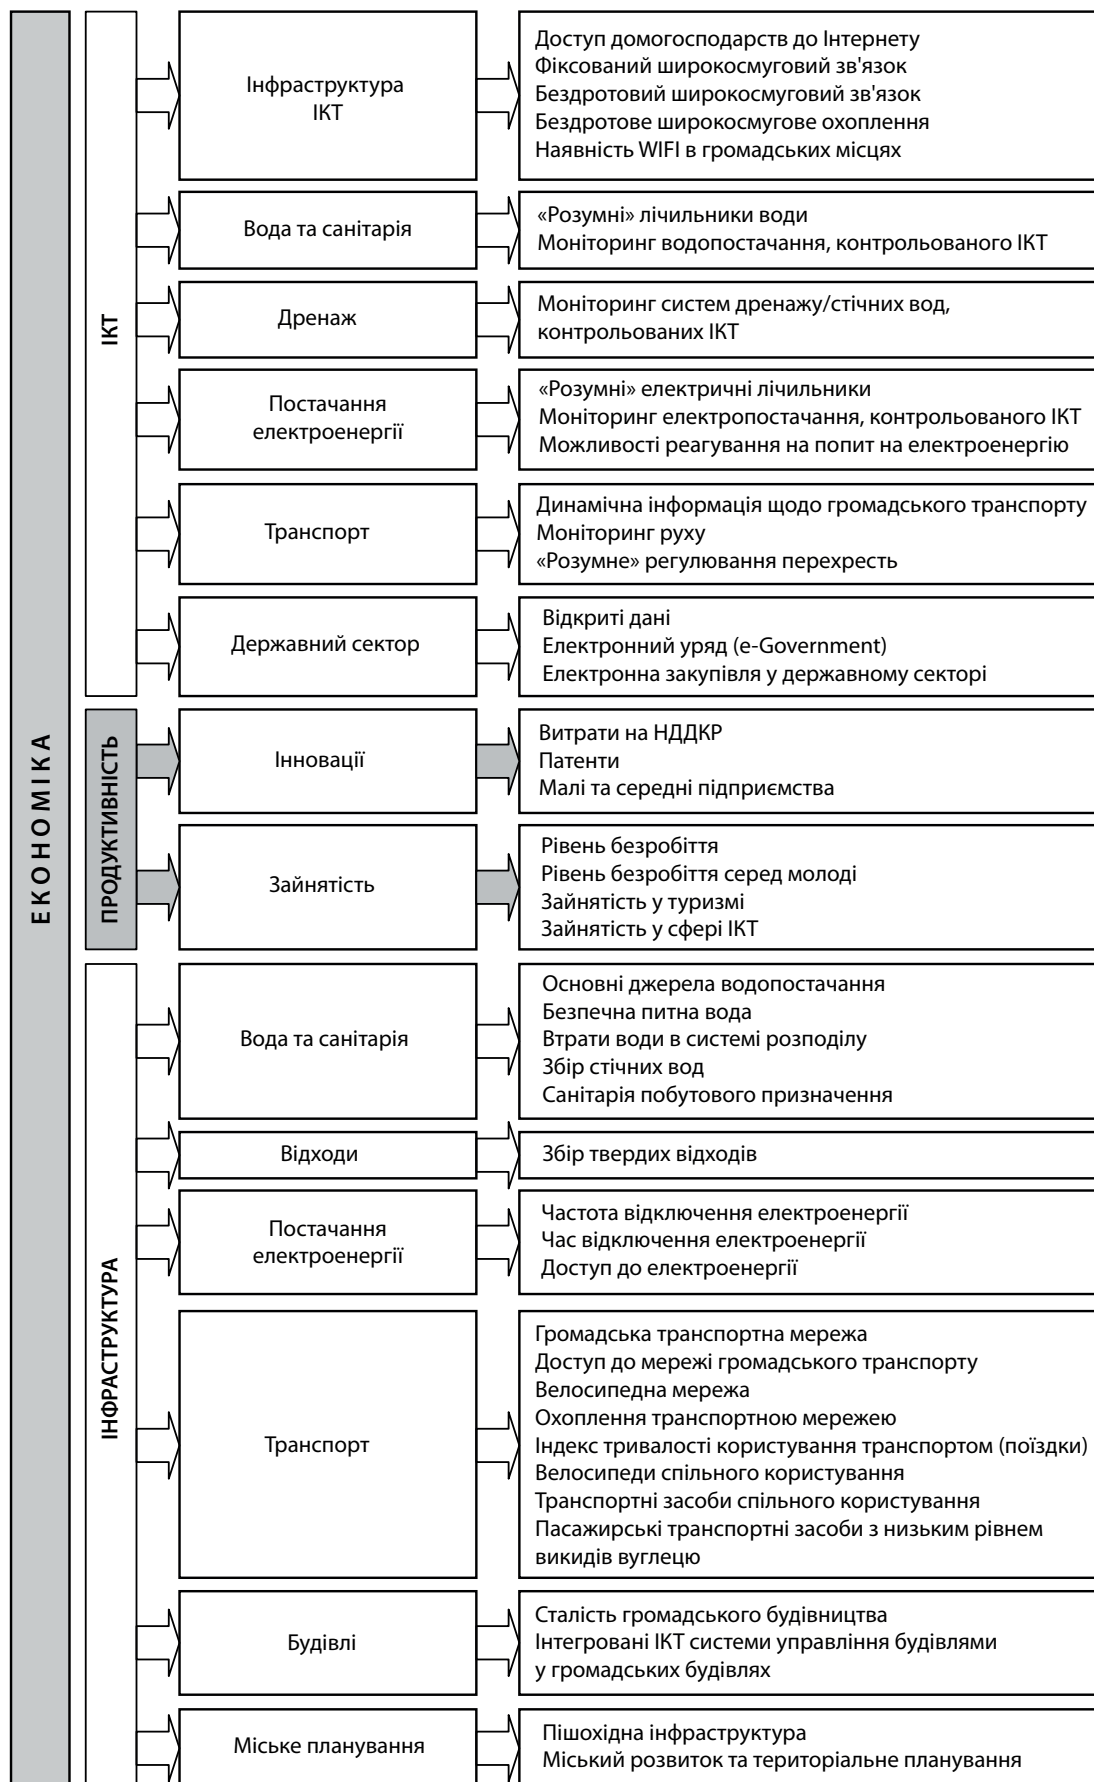 ЕКОНОМІКА
ІКТ
Інфраструктура
ІКТ
Доступ домогосподарств до Інтернету
Фіксований широкосмуговий зв'язок
Бездротовий широкосмуговий зв'язок
Бездротове широкосмугове охоплення
Наявність WIFI в громадських місцях
Вода та санітарія
«Розумні» лічильники води
Моніторинг водопостачання, контрольованого ІКТ
Дренаж
Моніторинг систем дренажу/стічних вод,
контрольованих ІКТ
Постачання
електроенергії
«Розумні» електричні лічильники
Моніторинг електропостачання, контрольованого ІКТ
Можливості реагування на попит на електроенергію
Транспорт
Динамічна інформація щодо громадського транспорту
Моніторинг руху
«Розумне» регулювання перехресть
Державний сектор
Відкриті дані
Електронний уряд (e-Government)
Електронна закупівля у державному секторі
ПРОДУКТИВНІСТЬ
Інновації
Витрати на НДДКР
Патенти
Малі та середні підприємства
Зайнятість
Рівень безробіття
Рівень безробіття серед молоді
Зайнятість у туризмі
Зайнятість у сфері ІКТ
ІНФРАСТРУКТУРА
Вода та санітарія
Основні джерела водопостачання
Безпечна питна вода
Втрати води в системі розподілу
Збір стічних вод
Санітарія побутового призначення
Відходи
Збір твердих відходів
Постачання
електроенергії
Частота відключення електроенергії
Час відключення електроенергії
Доступ до електроенергії
Транспорт
Громадська транспортна мережа
Доступ до мережі громадського транспорту
Велосипедна мережа
Охоплення транспортною мережею
Індекс тривалості користування транспортом (поїздки)
Велосипеди спільного користування
Транспортні засоби спільного користування
Пасажирські транспортні засоби з низьким рівнем
викидів вуглецю
Будівлі
Сталість громадського будівництва
Інтегровані ІКТ системи управління будівлями
у громадських будівлях
Міське планування
Пішохідна інфраструктура
Міський розвиток та територіальне планування